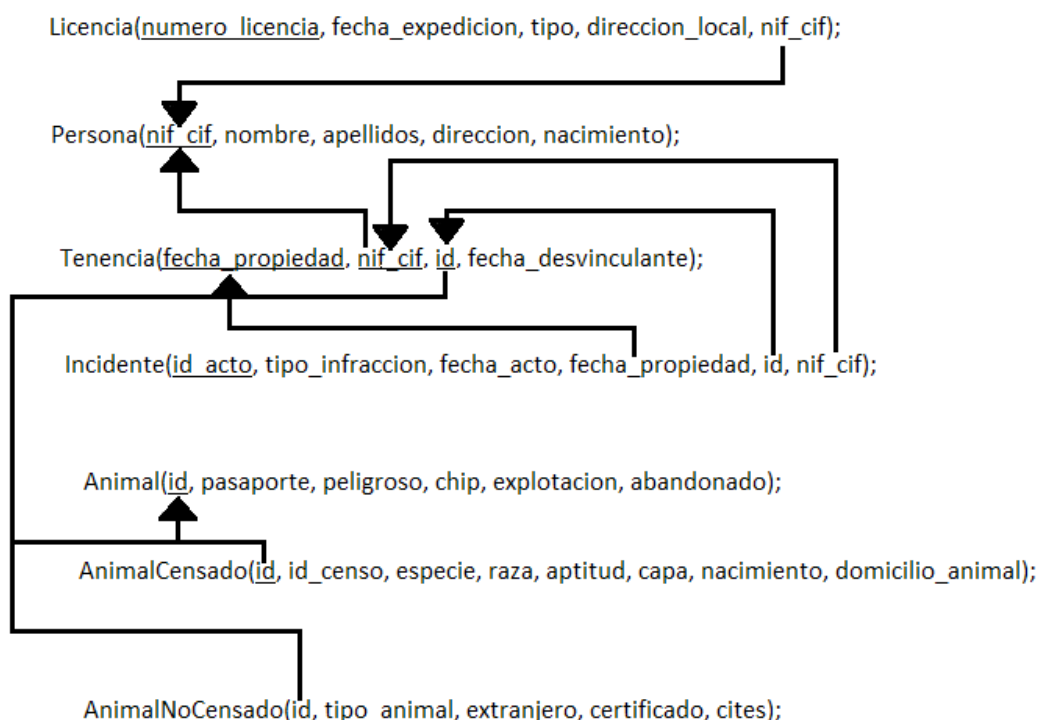 Licencia(numero_licencia, fecha_expedicion, tipo, direccion_local, nif_cif);
Persona(nif_cif, nombre, apellidos, direccion, nacimiento);
Tenencia(fecha_propiedad, nif_cif, id, fecha_desvinculante);
Incidente(id_acto, tipo_infraccion, fecha_acto, fecha_propiedad, id, nif_cif);
Animal(id, pasaporte, peligroso, chip, explotacion, abandonado);
AnimalCensado(id, id_censo, especie, raza, aptitud, capa, nacimiento, domicilio_animal);
AnimalNoCensado(id, tipo_animal, extranjero, certificado, cites);